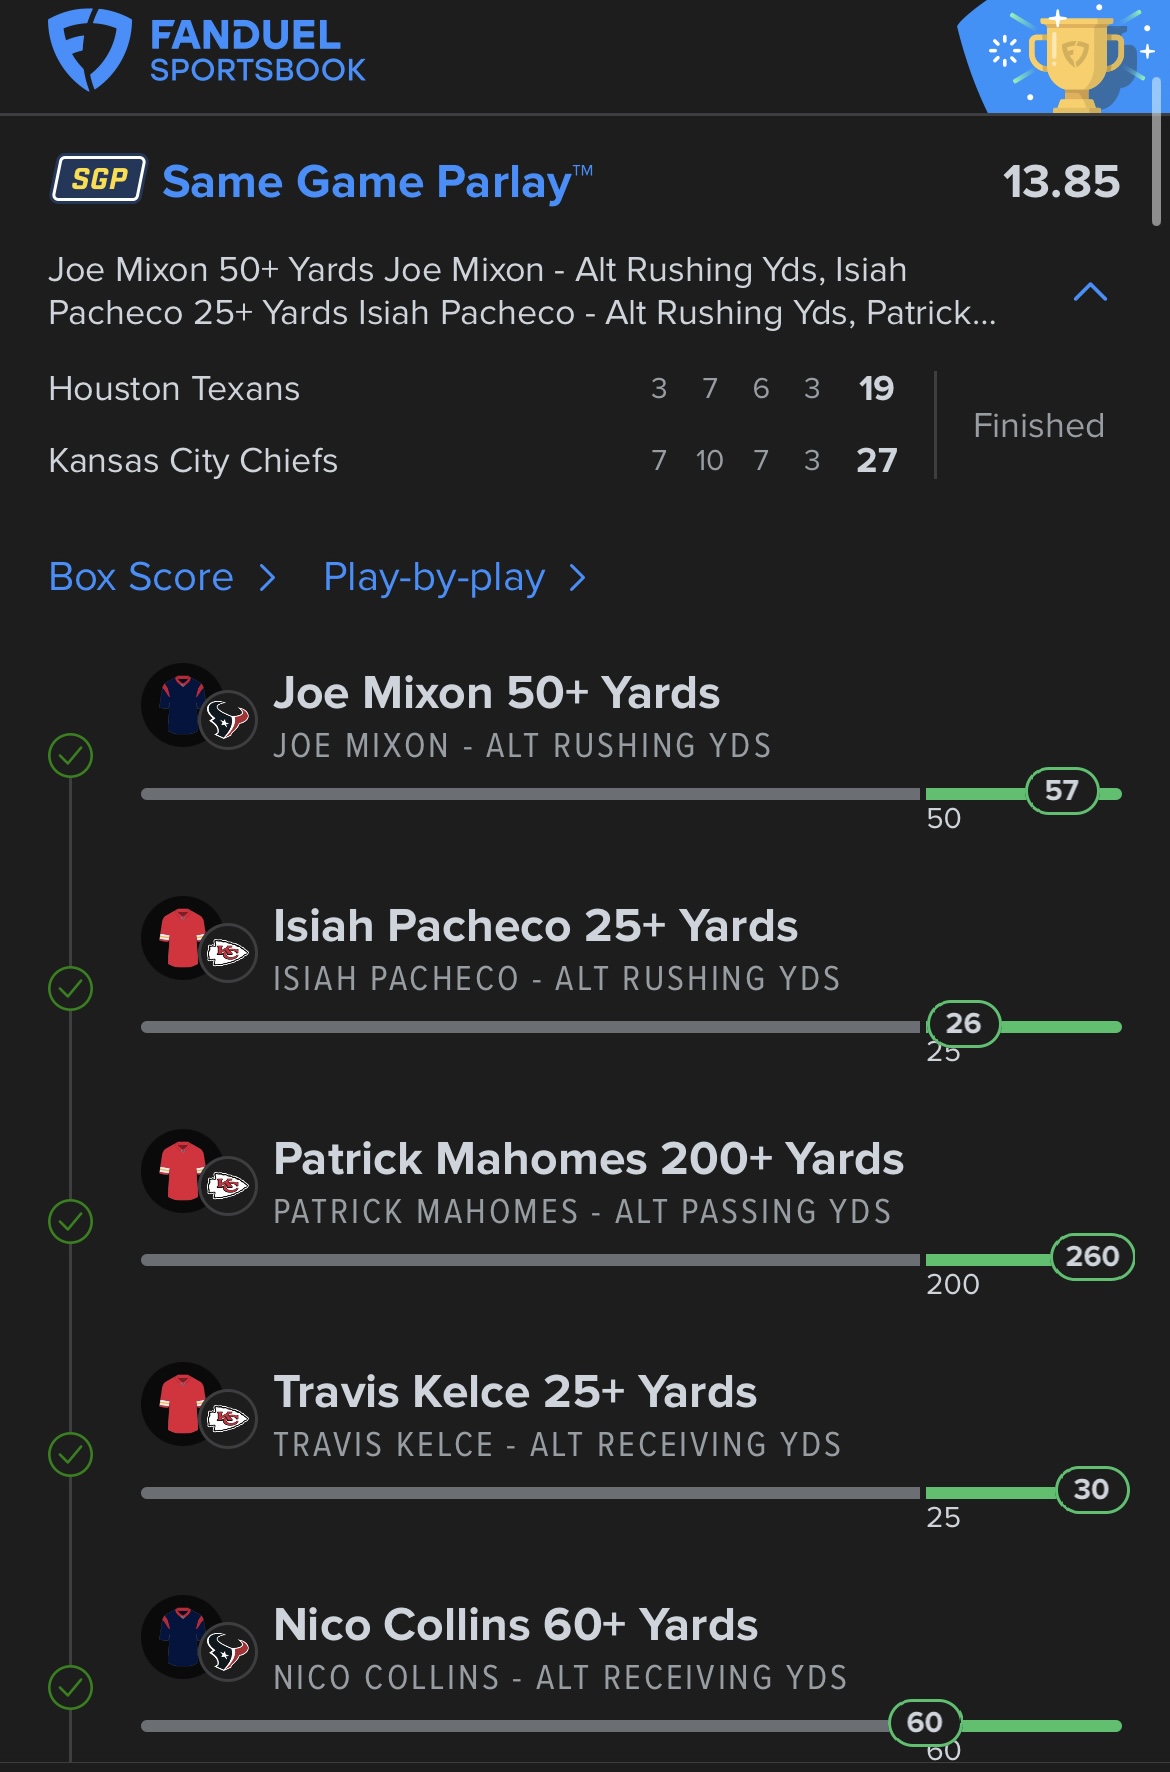 FANDUEL
SPORTSBOOK
SGP Same Game Parlay™ 13.85
Joe Mixon 50+ Yards Joe Mixon - Alt Rushing Yds, Isiah
Pacheco 25+ Yards Isiah Pacheco - Alt Rushing Yds, Patrick...
Houston Texans 3 7 6 3 19
Finished
Kansas City Chiefs 7 10 7 3 27
Box Score > Play-by-play >
Joe Mixon 50+ Yards
JOE MIXON - ALT RUSHING YDS
57
50
Isiah Pacheco 25+ Yards
ISIAH PACHECO - ALT RUSHING YDS
26
25
Patrick Mahomes 200+ Yards
PATRICK MAHOMES - ALT PASSING YDS
260
200
Travis Kelce 25+ Yards
TRAVIS KELCE - ALT RECEIVING YDS
30
25
Nico Collins 60+ Yards
NICO COLLINS - ALT RECEIVING YDS
60
60